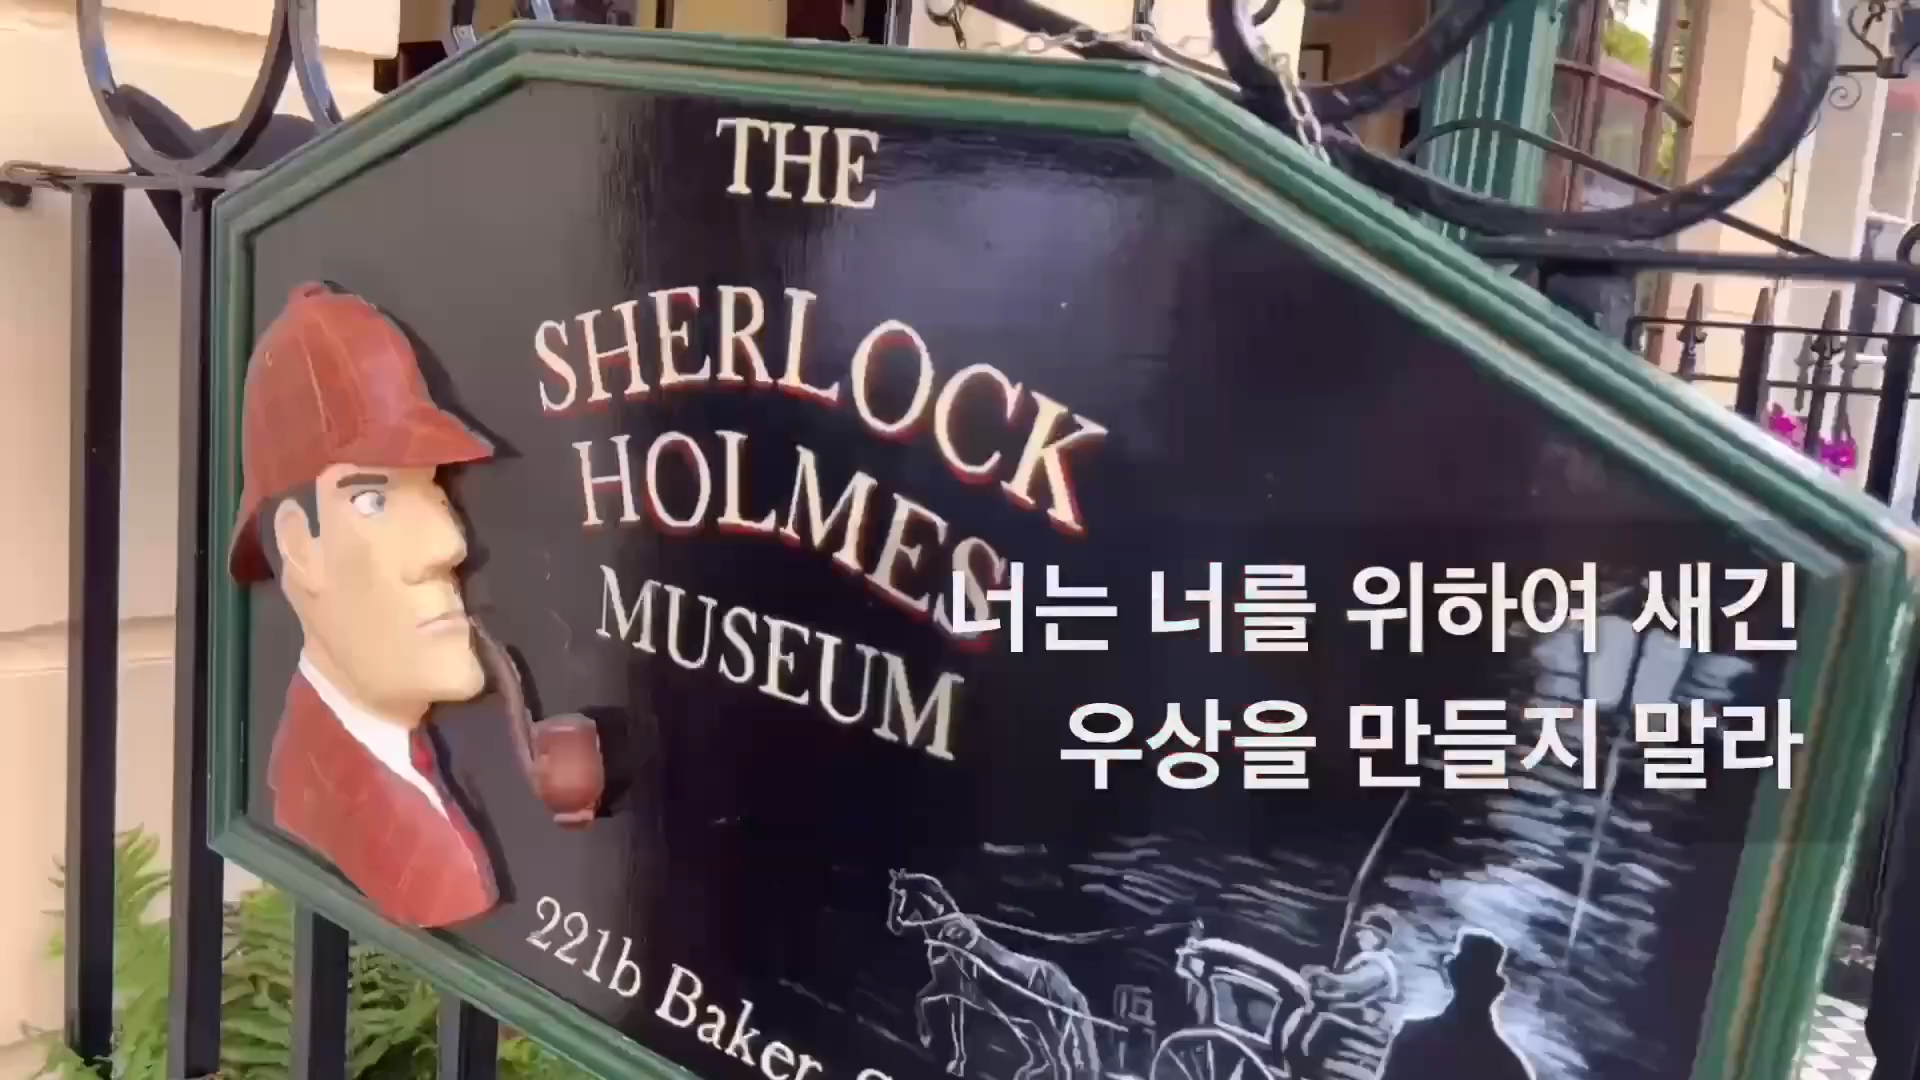 THE
SHERLOCK
HOLMES
MUSEUM
221b Baker
너는 너를 위하여 새긴
우상을 만들지 말라